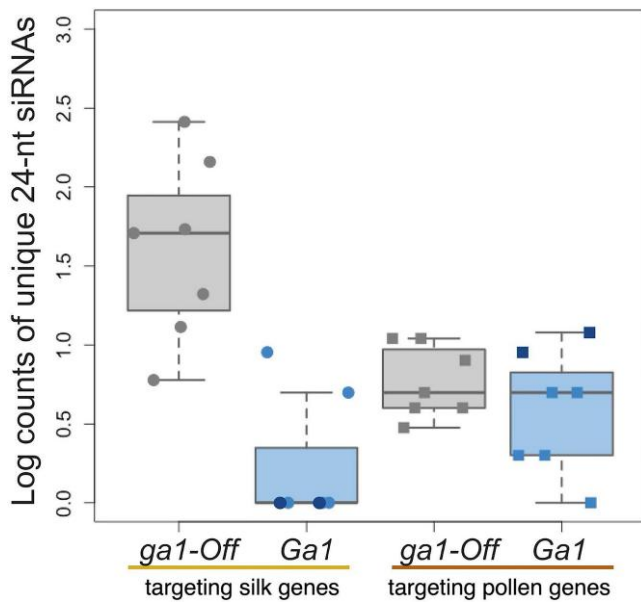 Log counts of unique 24-nt siRNAs
3.0
2.5
2.0
1.5
1.0
0.5
0.0
ga1-Off Ga1 ga1-Off Ga1
targeting silk genes targeting pollen genes